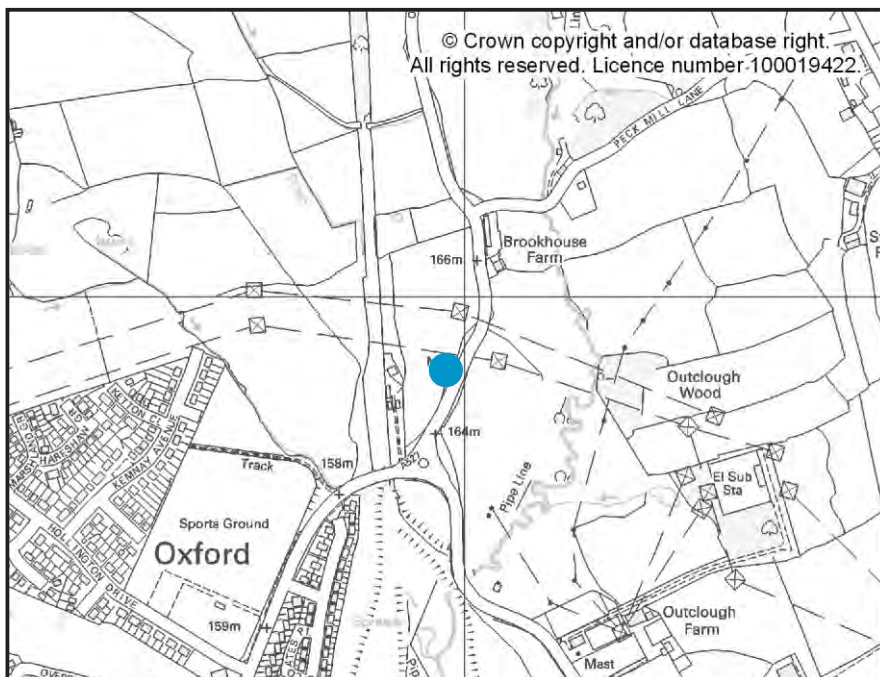 © Crown copyright and/or database right.
All rights reserved. Licence number 100019422.
PECK MILL LANE
Brookhouse
Farm
166m
Outclough
Wood
KEMNAY AVENUE
164m
A527
158m
Track
El Sub
Sta
Pipe Line
Sports Ground
Oxford
DRIVE
159m
Outclough
Farm
Mast